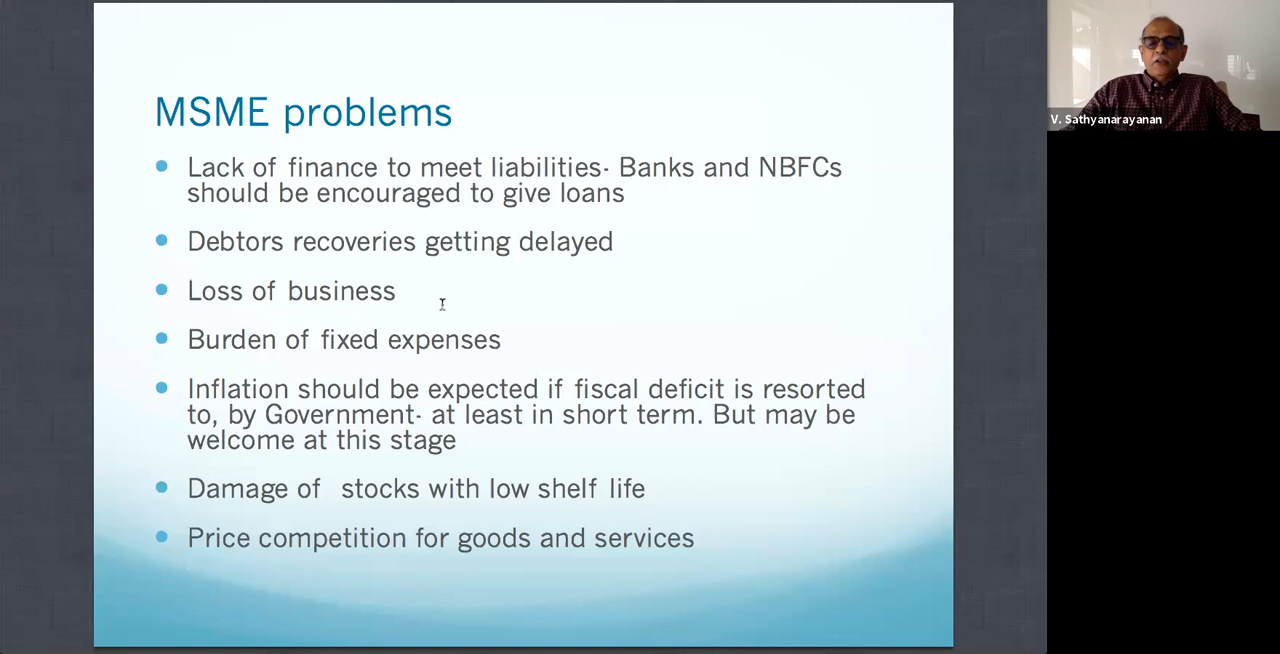 MSME problems
Lack of finance to meet liabilities- Banks and NBFCs
should be encouraged to give loans
Debtors recoveries getting delayed
Loss of business
Burden of fixed expenses
Inflation should be expected if fiscal deficit is resorted
to, by Government- at least in short term. But may be
welcome at this stage
Damage of stocks with low shelf life
Price competition for goods and services
V. Sathyanarayanan